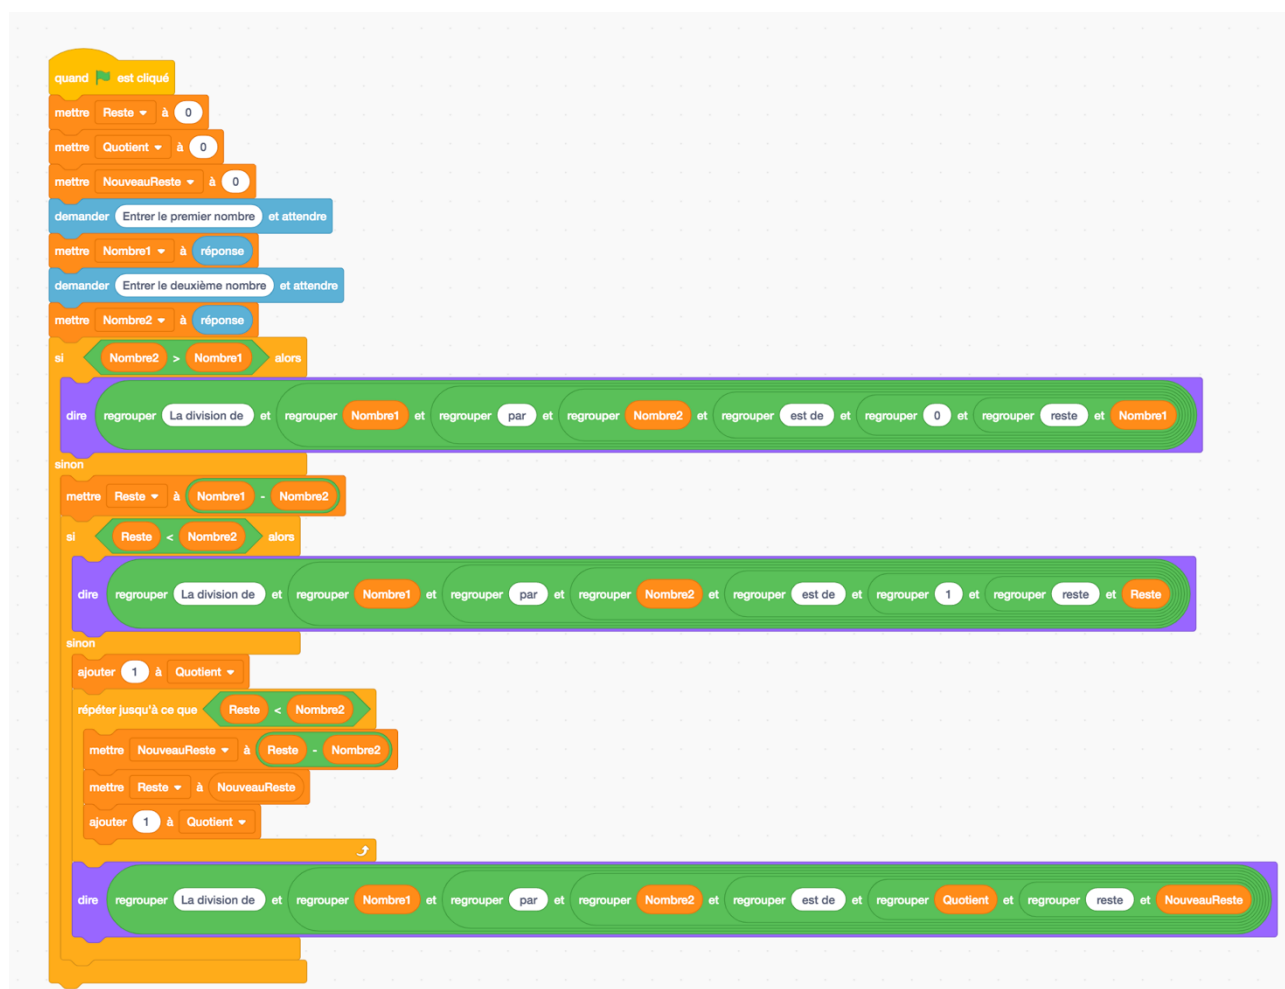 quand est cliqué
mettre Reste à 0
mettre Quotient à 0
mettre NouveauReste à 0
demander Entrer le premier nombre et attendre
mettre Nombre1 à réponse
demander Entrer le deuxième nombre et attendre
mettre Nombre2 à réponse
si Nombre2 > Nombre1 alors
dire regrouper La division de et regrouper Nombre1 et regrouper par et regrouper Nombre2 et regrouper est de et regrouper 0 et regrouper reste et Nombre1
sinon
mettre Reste à Nombre1 - Nombre2
si Reste < Nombre2 alors
dire regrouper La division de et regrouper Nombre1 et regrouper par et regrouper Nombre2 et regrouper est de et regrouper 1 et regrouper reste et Reste
sinon
ajouter 1 à Quotient
répéter jusqu'à ce que Reste < Nombre2
mettre NouveauReste à Reste - Nombre2
mettre Reste à NouveauReste
ajouter 1 à Quotient
dire regrouper La division de et regrouper Nombre1 et regrouper par et regrouper Nombre2 et regrouper est de et regrouper Quotient et regrouper reste et NouveauReste